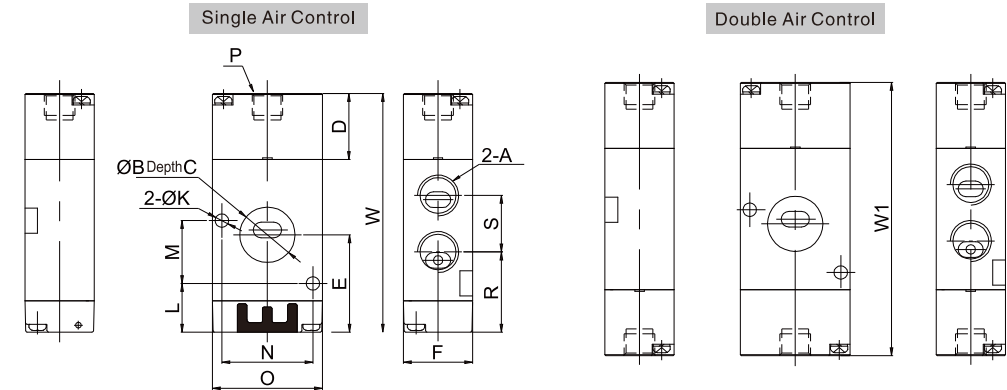 Single Air Control
Double Air Control
P
D
ØB Depth C
2-ØK
M
L
N
O
E
W
2-A
S
R
F
W1